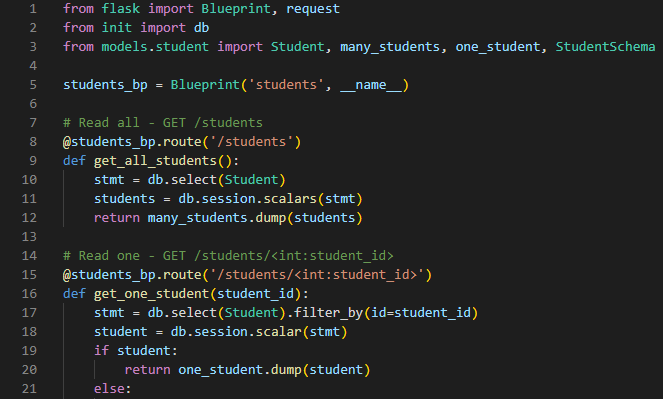 1 from flask import Blueprint, request
2 from init import db
3 from models.student import Student, many_students, one_student, StudentSchema
4
5 students_bp = Blueprint('students', __name__)
6
7 # Read all - GET /students
8 @students_bp.route('/students')
9 def get_all_students():
10     stmt = db.select(Student)
11     students = db.session.scalars(stmt)
12     return many_students.dump(students)
13
14 # Read one - GET /students/<int:student_id>
15 @students_bp.route('/students/<int:student_id>')
16 def get_one_student(student_id):
17     stmt = db.select(Student).filter_by(id=student_id)
18     student = db.session.scalar(stmt)
19     if student:
20         return one_student.dump(student)
21     else: